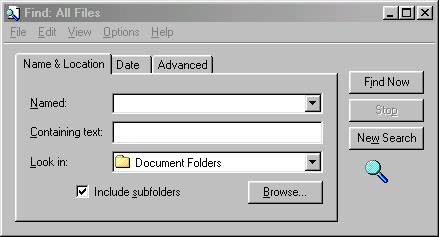 Find: All Files
File Edit View Options Help
Name & Location Date Advanced
Named:
Containing text:
Look in: Document Folders
Include subfolders Browse...
Find Now
Stop
New Search